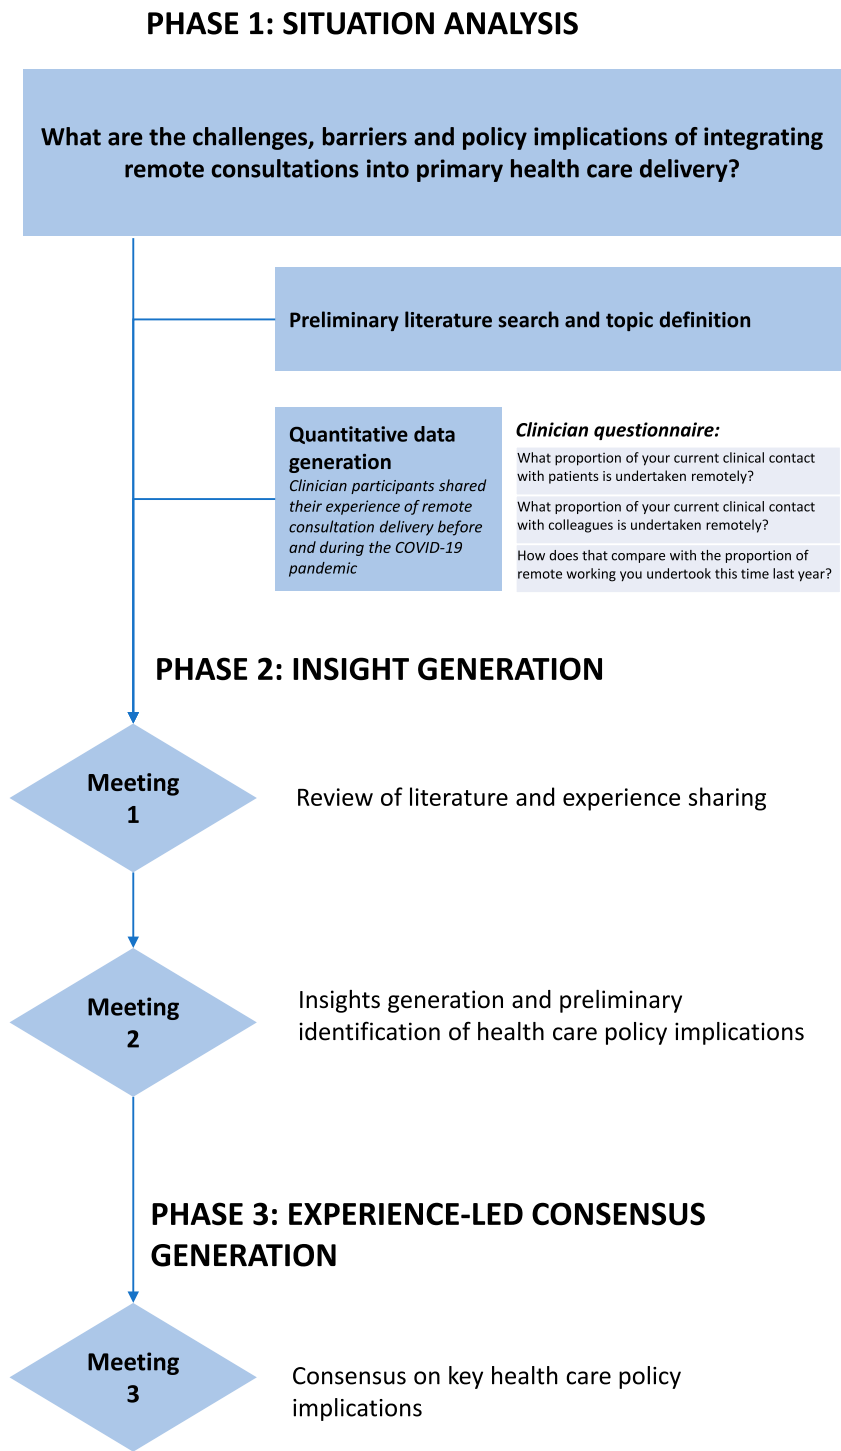 PHASE 1: SITUATION ANALYSIS
What are the challenges, barriers and policy implications of integrating
remote consultations into primary health care delivery?
Preliminary literature search and topic definition
Quantitative data
generation
Clinician participants shared
their experience of remote
consultation delivery before
and during the COVID-19
pandemic
Clinician questionnaire:
What proportion of your current clinical contact
with patients is undertaken remotely?
What proportion of your current clinical contact
with colleagues is undertaken remotely?
How does that compare with the proportion of
remote working you undertook this time last year?
PHASE 2: INSIGHT GENERATION
Meeting
1
Review of literature and experience sharing
Meeting
2
Insights generation and preliminary
identification of health care policy implications
PHASE 3: EXPERIENCE-LED CONSENSUS
GENERATION
Meeting
3
Consensus on key health care policy
implications